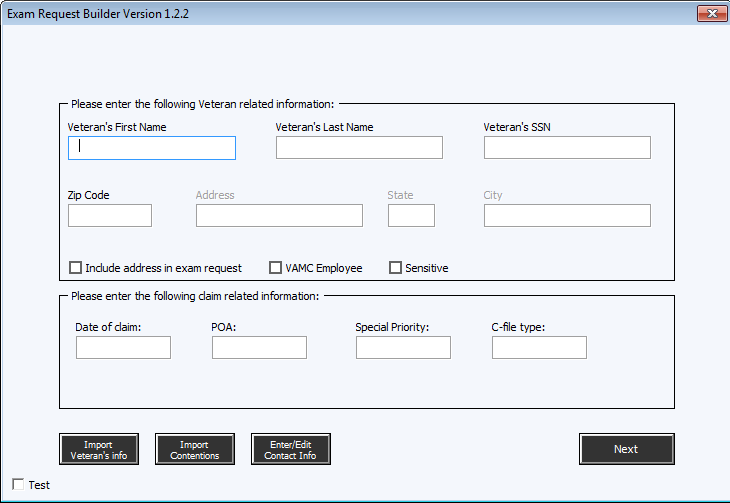 Exam Request Builder Version 1.2.2
Please enter the following Veteran related information:
Veteran's First Name
Veteran's Last Name
Veteran's SSN
Zip Code
Address
State
City
Include address in exam request
VAMC Employee
Sensitive
Please enter the following claim related information:
Date of claim:
POA:
Special Priority:
C-file type:
Import
Veteran's info
Import
Contentions
Enter/Edit
Contact Info
Next
Test